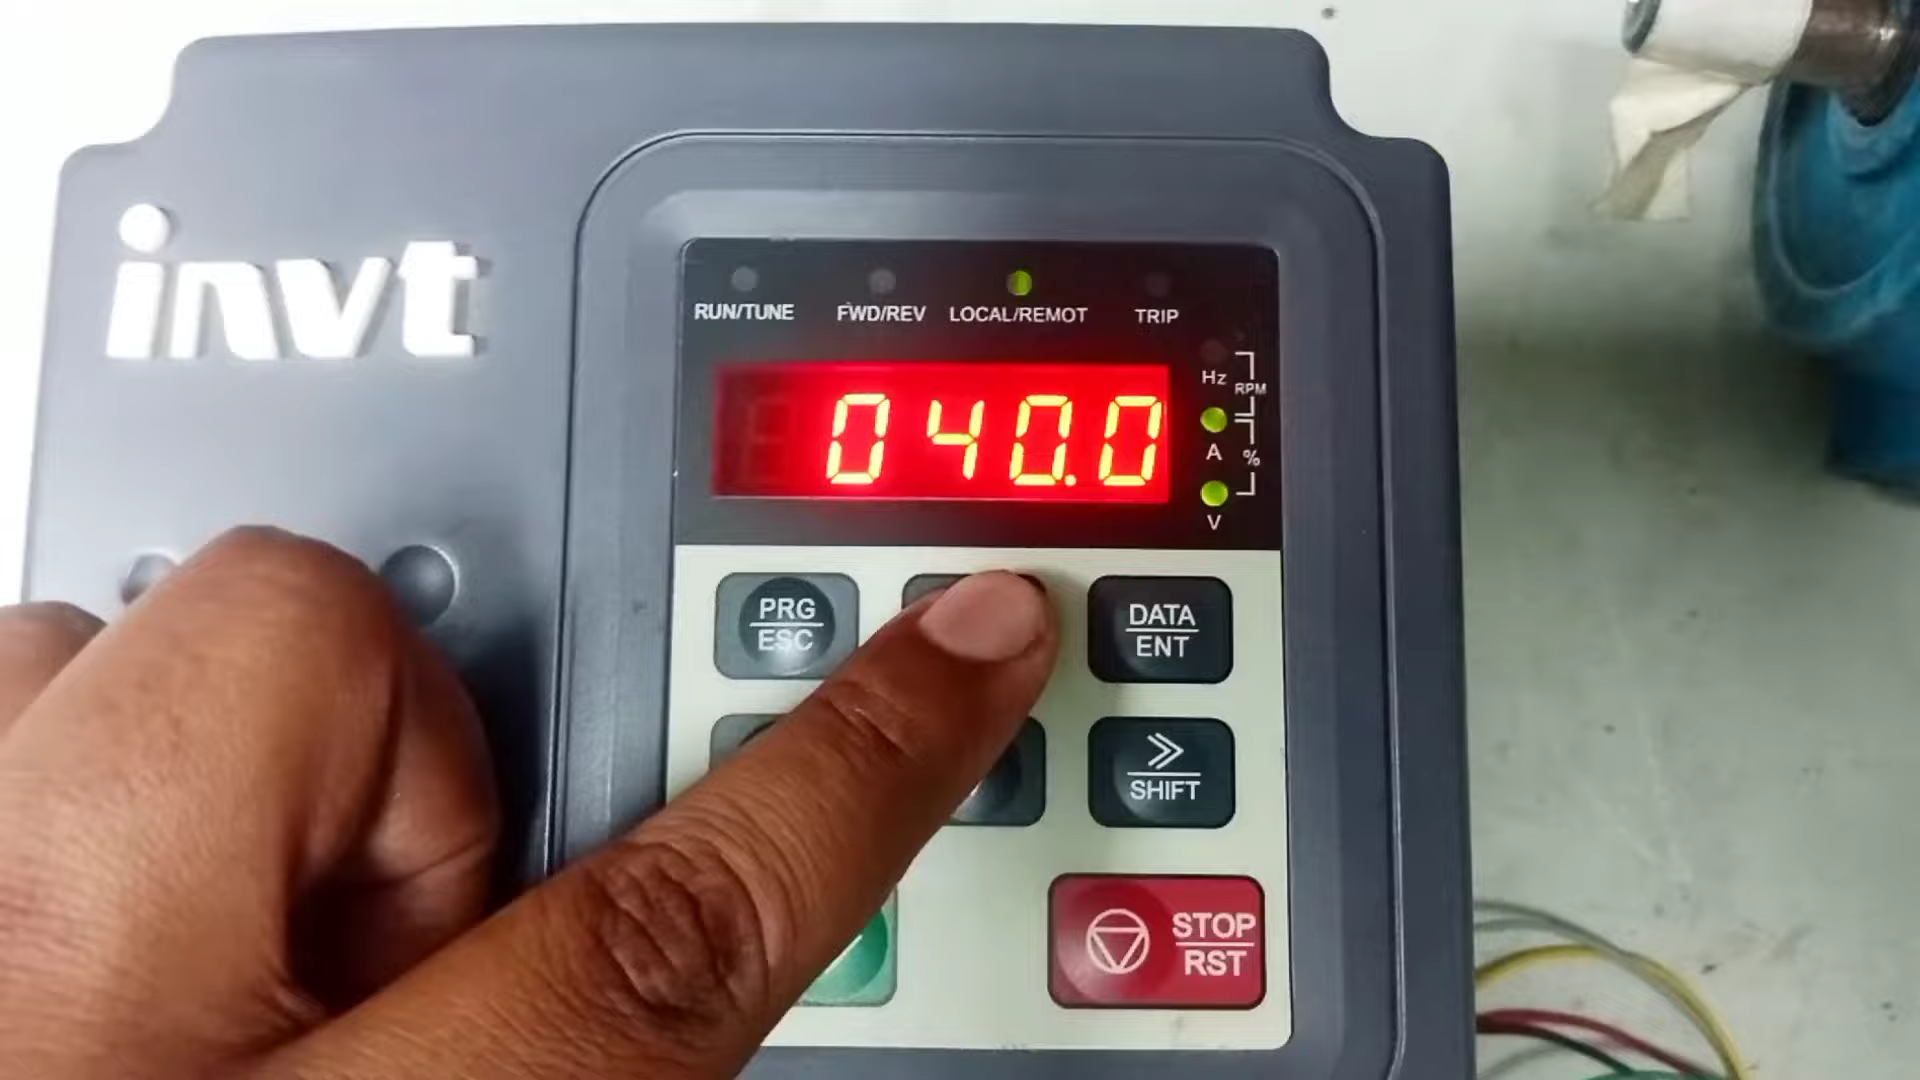 invt
RUN/TUNE FWD/REV LOCAL/REMOT TRIP
Hz
RPM
040.0
A
%
V
PRG
ESC
DATA
ENT
SHIFT
STOP
RST